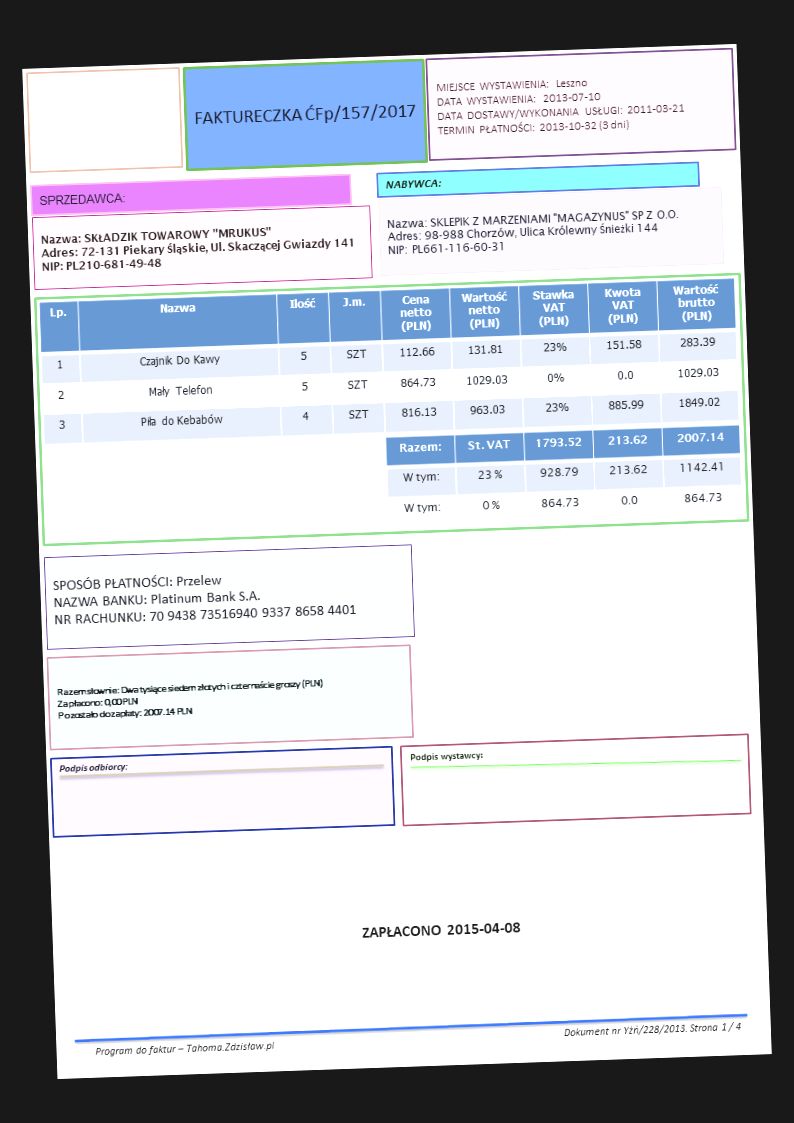 FAKTURECZKA ĆFp/157/2017
MIEJSCE WYSTAWIENIA: Leszno
DATA WYSTAWIENIA: 2013-07-10
DATA DOSTAWY/WYKONANIA USŁUGI: 2011-03-21
TERMIN PŁATNOŚCI: 2013-10-32 (3 dni)
SPRZEDAWCA:
Nazwa: SKŁADZIK TOWAROWY "MRUKUS"
Adres: 72-131 Piekary Śląskie, Ul. Skaczącej Gwiazdy 141
NIP: PL210-681-49-48
NABYWCA:
Nazwa: SKLEPIK Z MARZENIAMI "MAGAZYNUS" SP Z O.O.
Adres: 98-988 Chorzów, Ulica Królewny Śnieżki 144
NIP: PL661-116-60-31
Lp. Nazwa Ilość J.m. Cena netto (PLN) Wartość netto (PLN) Stawka VAT (PLN) Kwota VAT (PLN) Wartość brutto (PLN)
1 Czajnik Do Kawy 5 SZT 112.66 131.81 23% 151.58 283.39
2 Mały Telefon 5 SZT 864.73 1029.03 0% 0.0 1029.03
3 Piła do Kebabów 4 SZT 816.13 963.03 23% 885.99 1849.02
Razem: St. VAT 1793.52 213.62 2007.14
W tym: 23 % 928.79 213.62 1142.41
W tym: 0 % 864.73 0.0 864.73
SPOSÓB PŁATNOŚCI: Przelew
NAZWA BANKU: Platinum Bank S.A.
NR RACHUNKU: 70 9438 73516940 9337 8658 4401
Razem słownie: Dwa tysiące siedem złotych i czternaście groszy (PLN)
Zapłacono: 0,00 PLN
Pozostało do zapłaty: 2007.14 PLN
Podpis odbiorcy:
Podpis wystawcy:
ZAPŁACONO 2015-04-08
Dokument nr Yżń/228/2013. Strona 1 / 4
Program do faktur – Tahoma.Zdzisław.pl